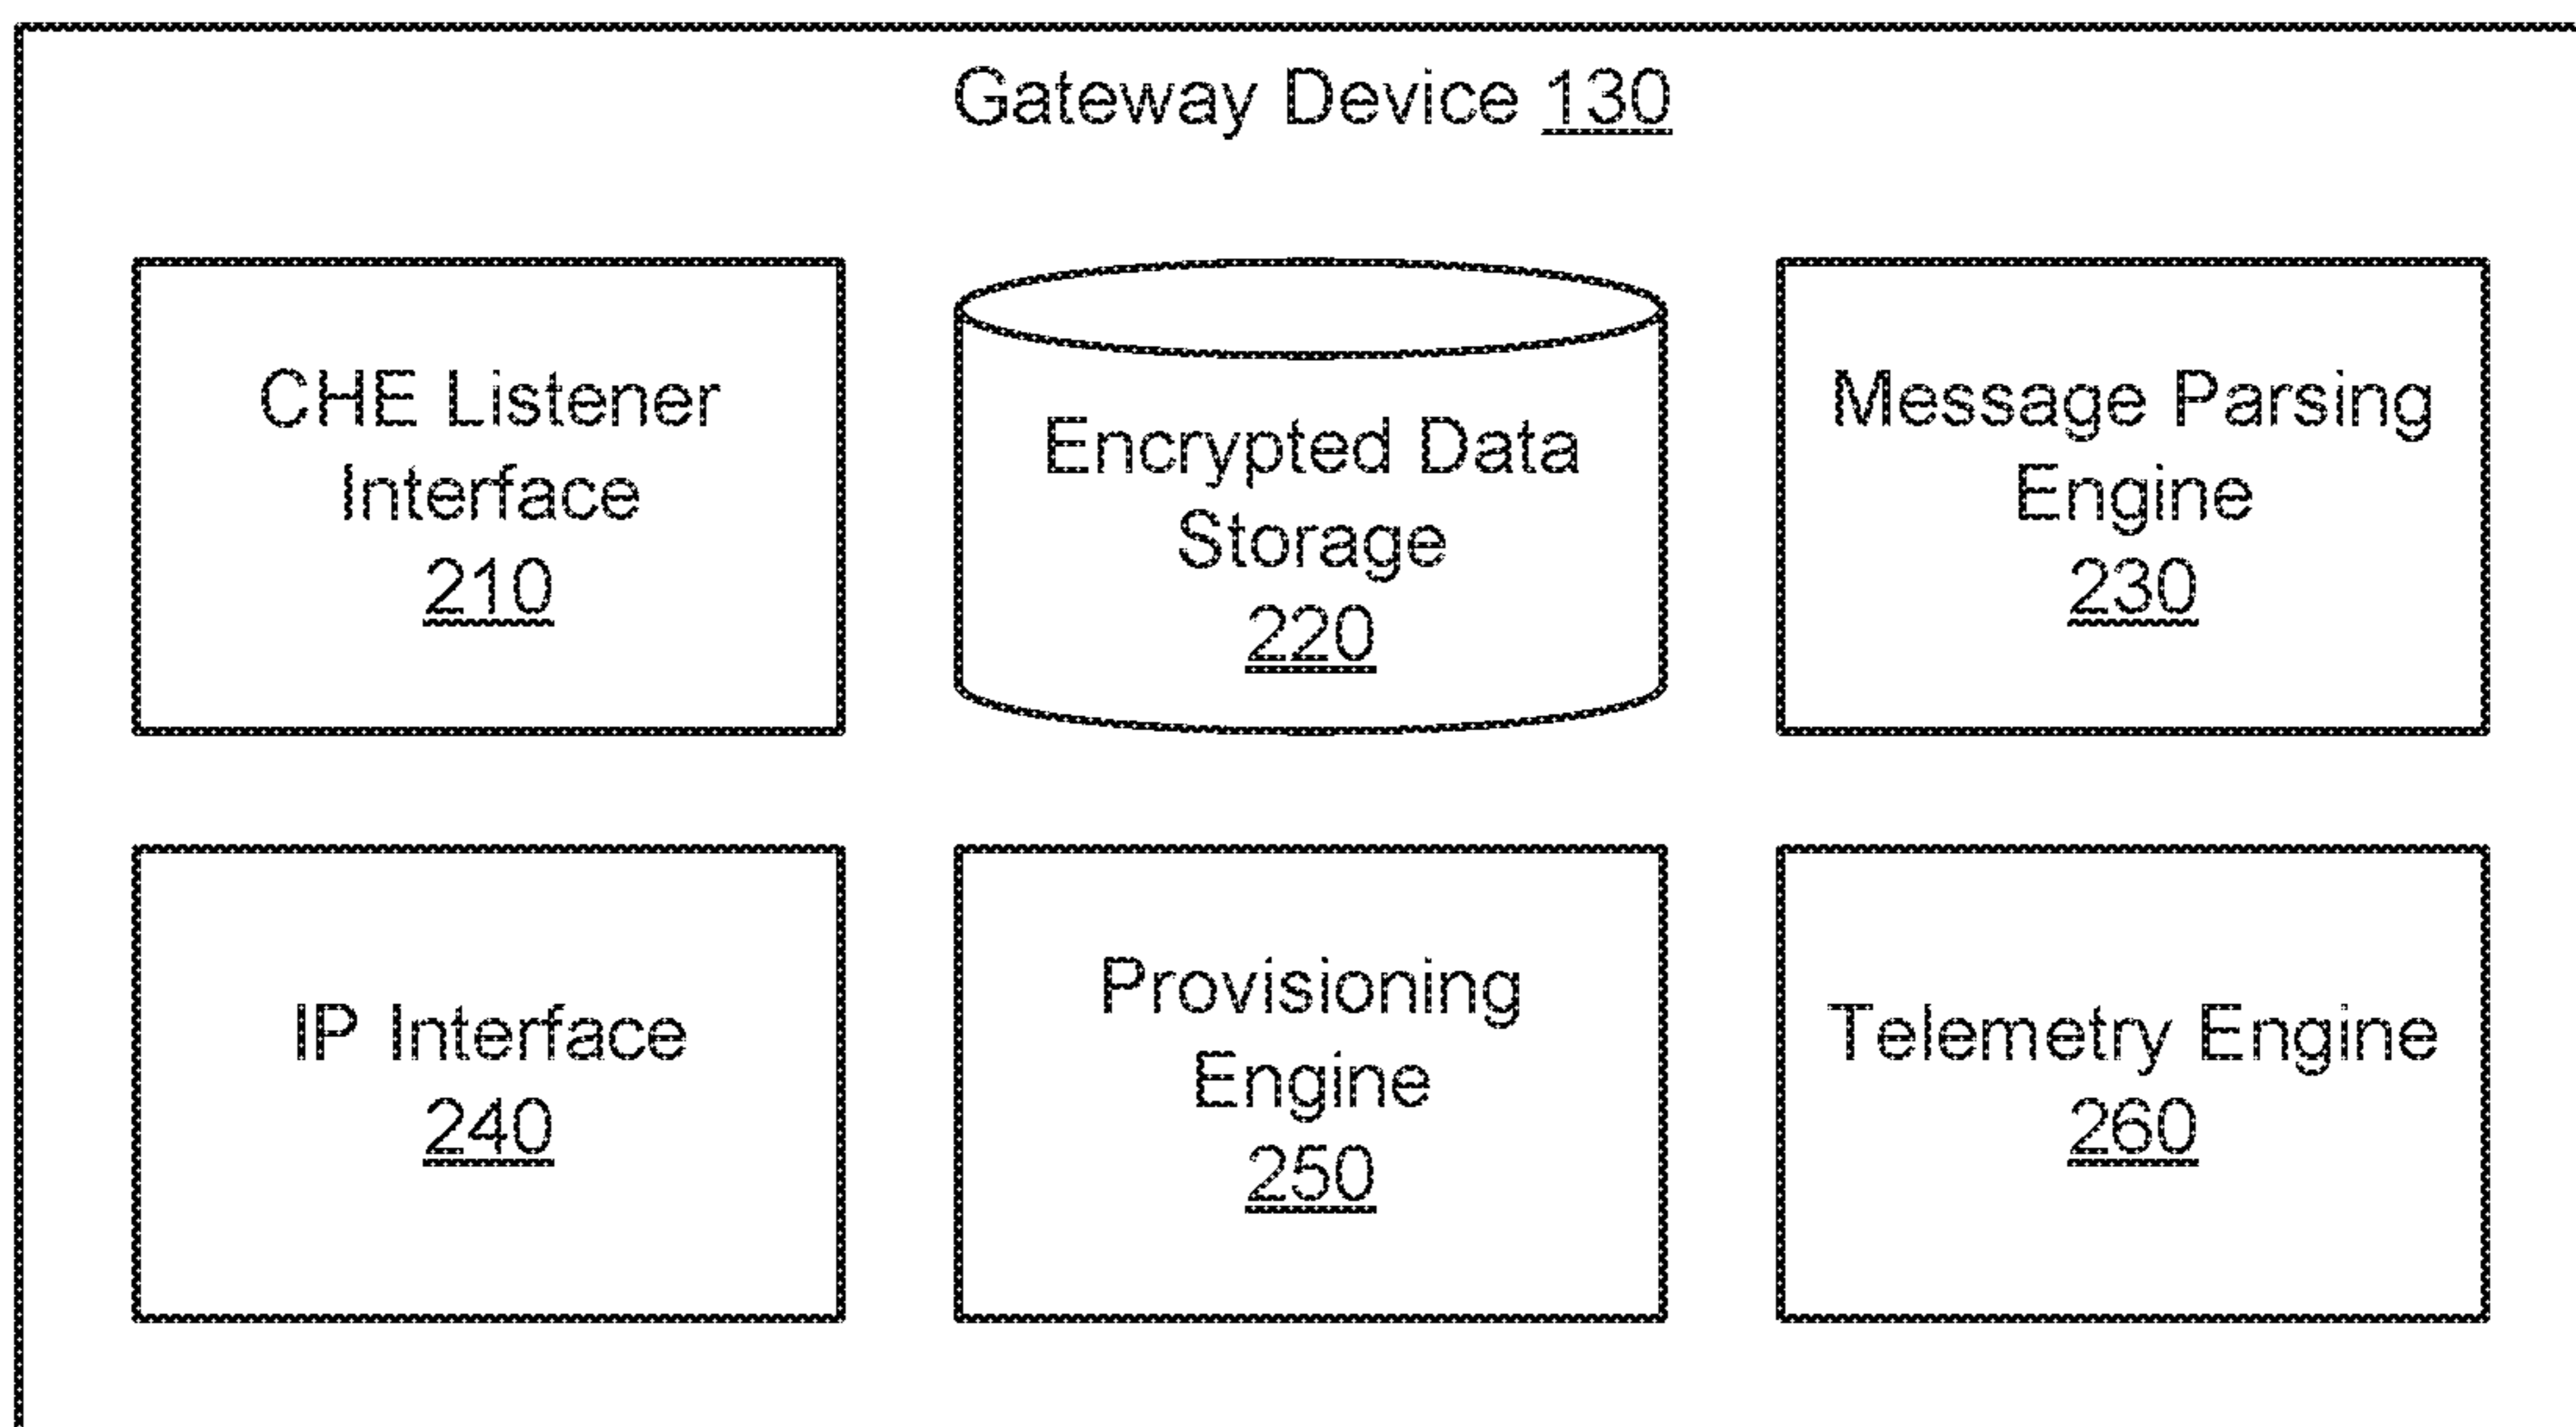 Gateway Device 130
CHE Listener
Interface
210
Encrypted Data
Storage
220
Message Parsing
Engine
230
IP Interface
240
Provisioning
Engine
250
Telemetry Engine
260